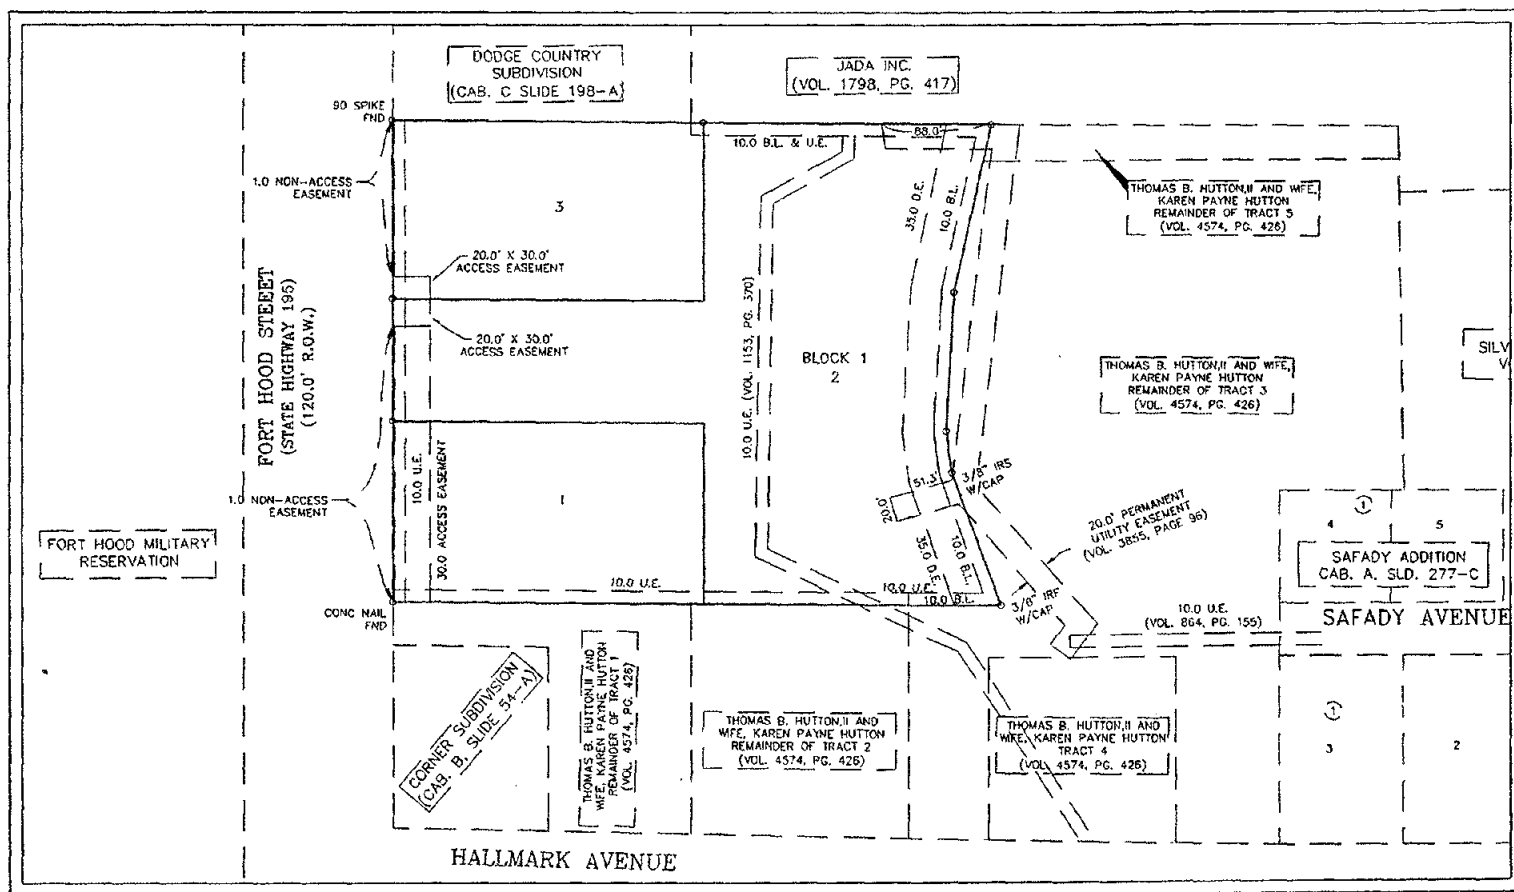 DODGE COUNTRY
SUBDIVISION
(CAB. C SLIDE 198-A)
JADA INC.
(VOL. 1798, PG. 417)
90 SPIKE
FND
88.0'
10.0 B.L. & U.E.
1.0 NON-ACCESS
EASEMENT
3
35.0 D.E.
10.0 B.L.
THOMAS B. HUTTON,II AND WIFE,
KAREN PAYNE HUTTON
REMAINDER OF TRACT 5
(VOL. 4574, PG. 426)
20.0' X 30.0'
ACCESS EASEMENT
FORT HOOD STEEET
(STATE HIGHWAY 195)
(120.0' R.O.W.)
20.0' X 30.0'
ACCESS EASEMENT
10.0 U.E. (VOL. 1153, PG. 370)
BLOCK 1
2
THOMAS B. HUTTON,II AND WIFE,
KAREN PAYNE HUTTON
REMAINDER OF TRACT 3
(VOL. 4574, PG. 426)
SILV
V
10.0 U.E.
30.0 ACCESS EASEMENT
1.0 NON-ACCESS
EASEMENT
1
51.3'
20.0'
3/8" IRS
W/CAP
20.0' PERMANENT
UTILITY EASEMENT
(VOL. 3855, PAGE 96)
1
4
5
FORT HOOD MILITARY
RESERVATION
35.0 D.E.
10.0 B.L.
SAFADY ADDITION
CAB. A. SLD. 277-C
10.0 U.E.
10.0 U.E.
10.0 B.L.
3/8" IRF
W/CAP
CONC NAIL
FND
10.0 U.E.
(VOL. 864, PG. 155)
SAFADY AVENUE
CORNER SUBDIVISION
(CAB. B, SLIDE 54-A)
THOMAS B. HUTTON,II AND
WIFE, KAREN PAYNE HUTTON
REMAINDER OF TRACT 1
(VOL. 4574, PG. 426)
THOMAS B. HUTTON,II AND
WIFE, KAREN PAYNE HUTTON
REMAINDER OF TRACT 2
(VOL. 4574, PG. 426)
THOMAS B. HUTTON,II AND
WIFE, KAREN PAYNE HUTTON
TRACT 4
(VOL. 4574, PG. 426)
1
3
2
HALLMARK AVENUE